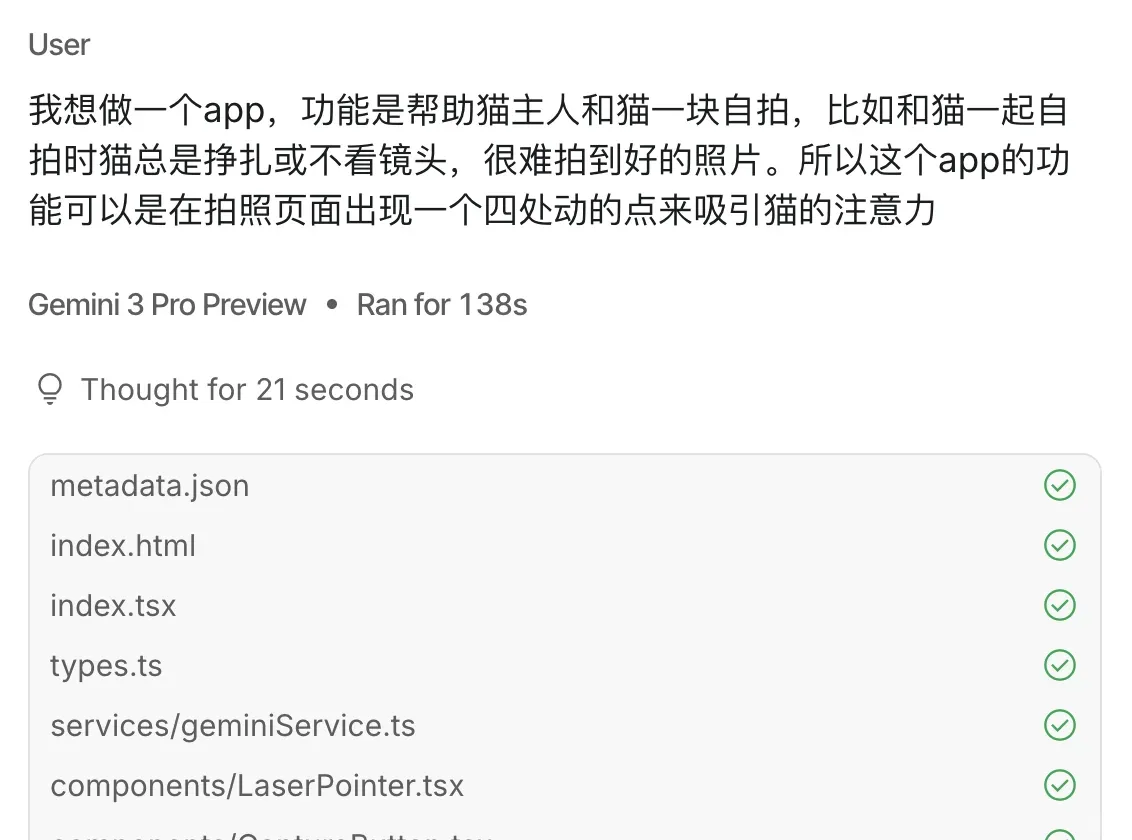 User
我想做一个app，功能是帮助猫主人和猫一块自拍，比如和猫一起自
拍时猫总是挣扎或不看镜头，很难拍到好的照片。所以这个app的功
能可以是在拍照页面出现一个四处动的点来吸引猫的注意力
Gemini 3 Pro Preview • Ran for 138s
Thought for 21 seconds
metadata.json
index.html
index.tsx
types.ts
services/geminiService.ts
components/LaserPointer.tsx
components/CaptureButton.tsx